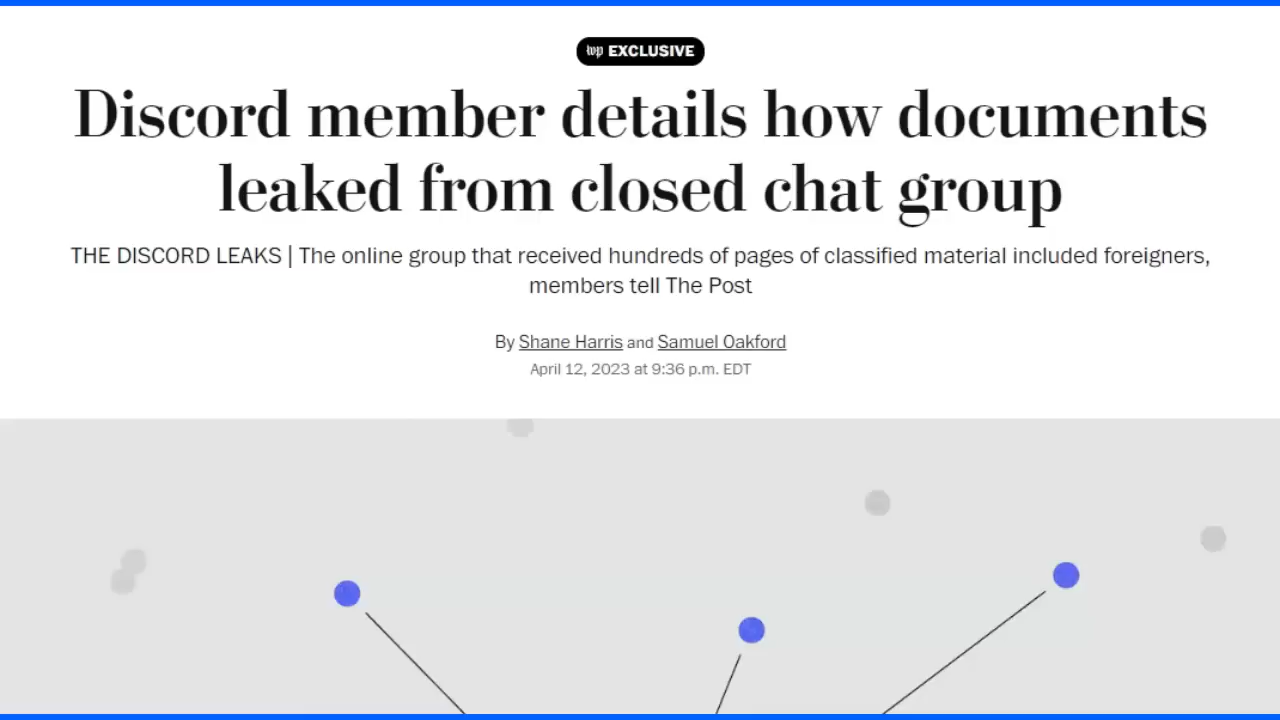 wp EXCLUSIVE
Discord member details how documents
leaked from closed chat group
THE DISCORD LEAKS | The online group that received hundreds of pages of classified material included foreigners,
members tell The Post
By Shane Harris and Samuel Oakford
April 12, 2023 at 9:36 p.m. EDT